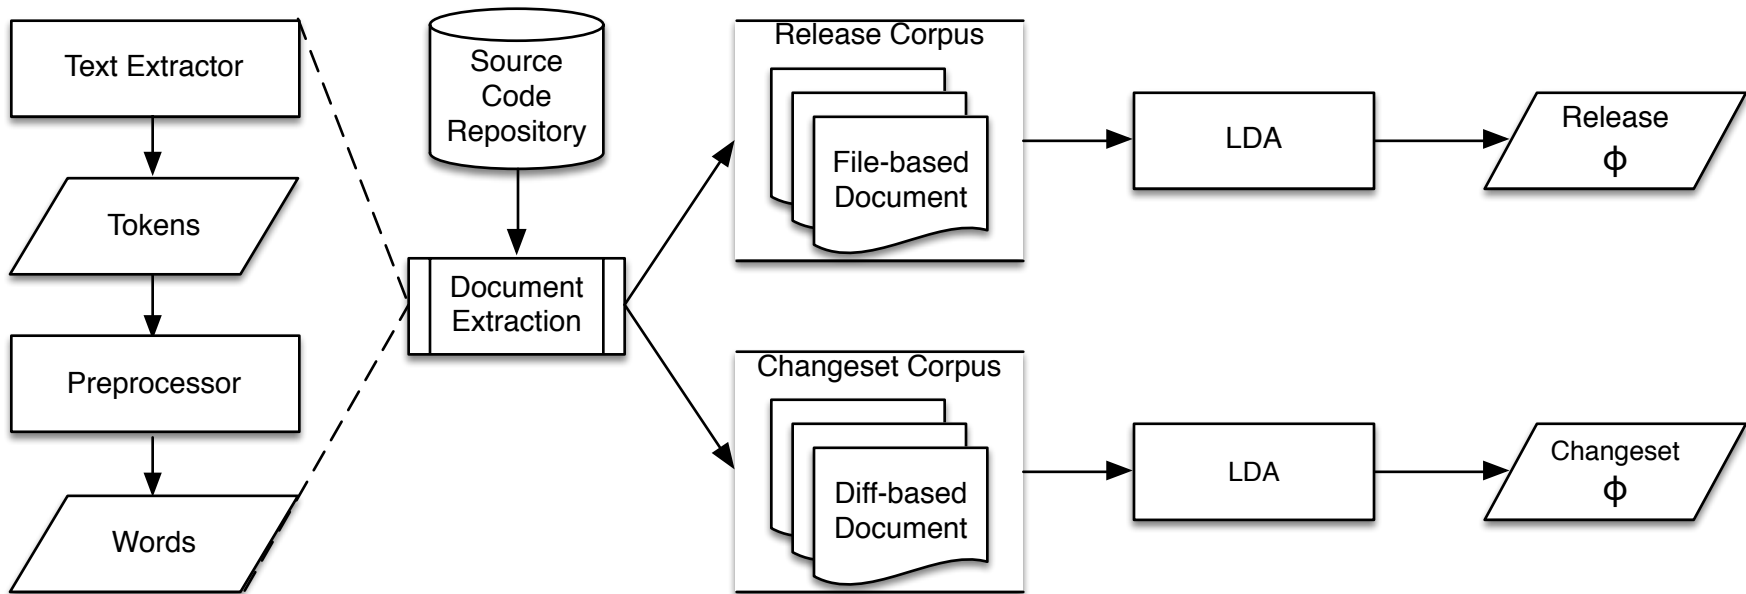 Text Extractor
Tokens
Preprocessor
Words
Source
Code
Repository
Document
Extraction
Release Corpus
File-based
Document
LDA
Release
ϕ
Changeset Corpus
Diff-based
Document
LDA
Changeset
ϕ